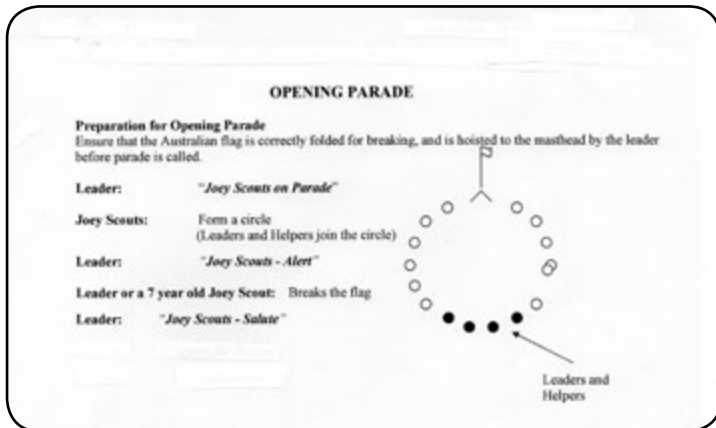 OPENING PARADE
Preparation for Opening Parade
Ensure that the Australian flag is correctly folded for breaking, and is hoisted to the masthead by the leader
before parade is called.
Leader: "Joey Scouts on Parade"
Joey Scouts: Form a circle
(Leaders and Helpers join the circle)
Leader: "Joey Scouts - Alert"
Leader or a 7 year old Joey Scout: Breaks the flag
Leader: "Joey Scouts - Salute"
Leaders and
Helpers